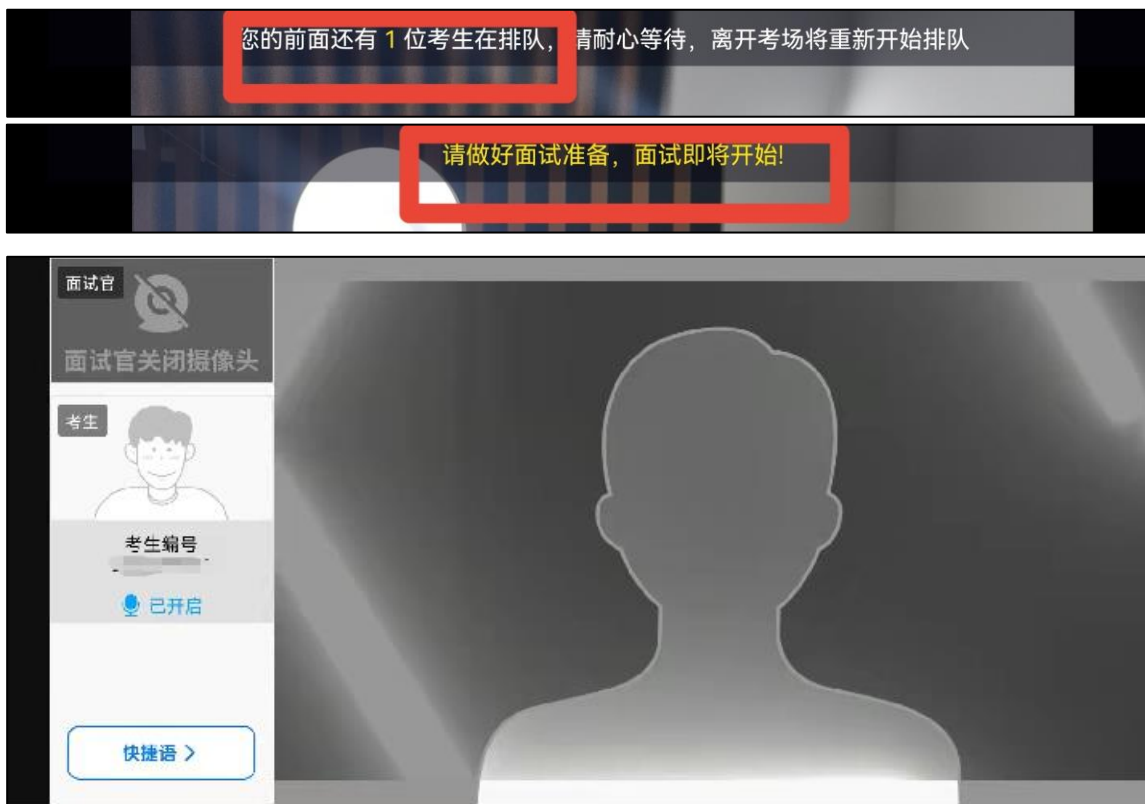 您的前面还有 1 位考生在排队，请耐心等待，离开考场将重新开始排队
请做好面试准备，面试即将开始!
面试官
面试官关闭摄像头
考生
考生编号
已开启
快捷语 >